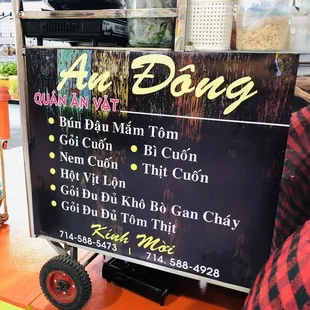 An Đông
QUÁN ĂN VẶT
Bún Đậu Mắm Tôm
Gỏi Cuốn
Bì Cuốn
Nem Cuốn
Thịt Cuốn
Hột Vịt Lộn
Gỏi Đu Đủ Khô Bò Gan Cháy
Gỏi Đu Đủ Tôm Thịt
Kính Mời
714-588-5473 | 714. 588-4928